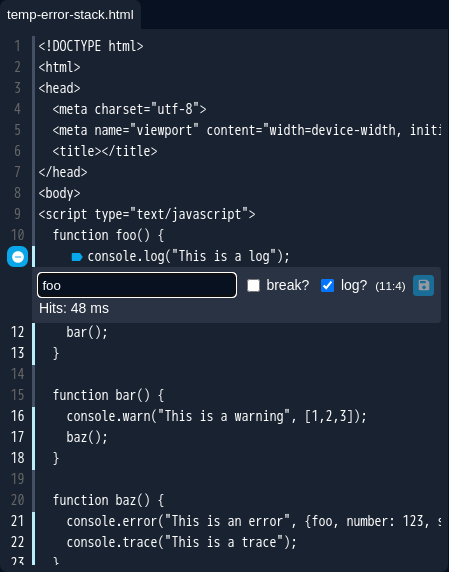 temp-error-stack.html
1 <!DOCTYPE html>
2 <html>
3 <head>
4 <meta charset="utf-8">
5 <meta name="viewport" content="width=device-width, initi
6 <title></title>
7 </head>
8 <body>
9 <script type="text/javascript">
10 function foo() {
console.log("This is a log");
foo break? log? (11:4)
Hits: 48 ms
12 bar();
13 }
14
15 function bar() {
16 console.warn("This is a warning", [1,2,3]);
17 baz();
18 }
19
20 function baz() {
21 console.error("This is an error", {foo, number: 123, s
22 console.trace("This is a trace");
23 }